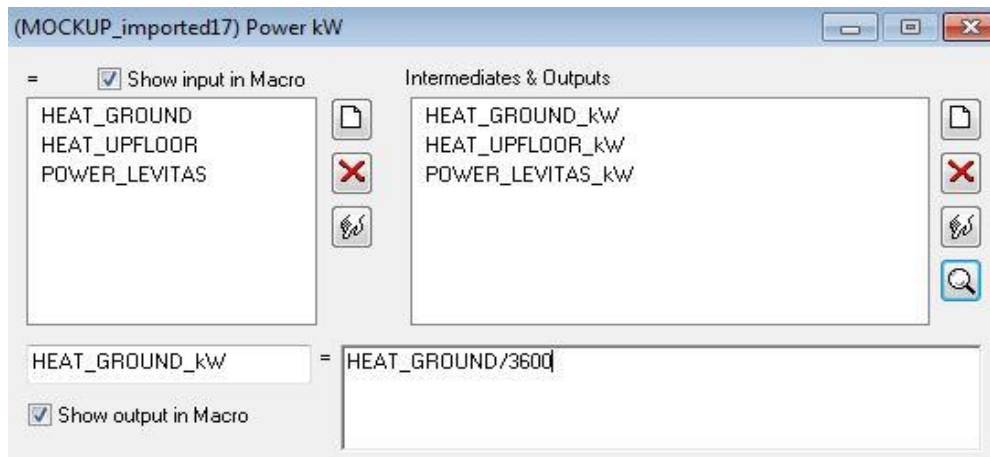 (MOCKUP_imported17) Power kW
= Show input in Macro
Intermediates & Outputs
HEAT_GROUND
HEAT_UPFLOOR
POWER_LEVITAS
HEAT_GROUND_kW
HEAT_UPFLOOR_kW
POWER_LEVITAS_kW
HEAT_GROUND_kW = HEAT_GROUND/3600
Show output in Macro